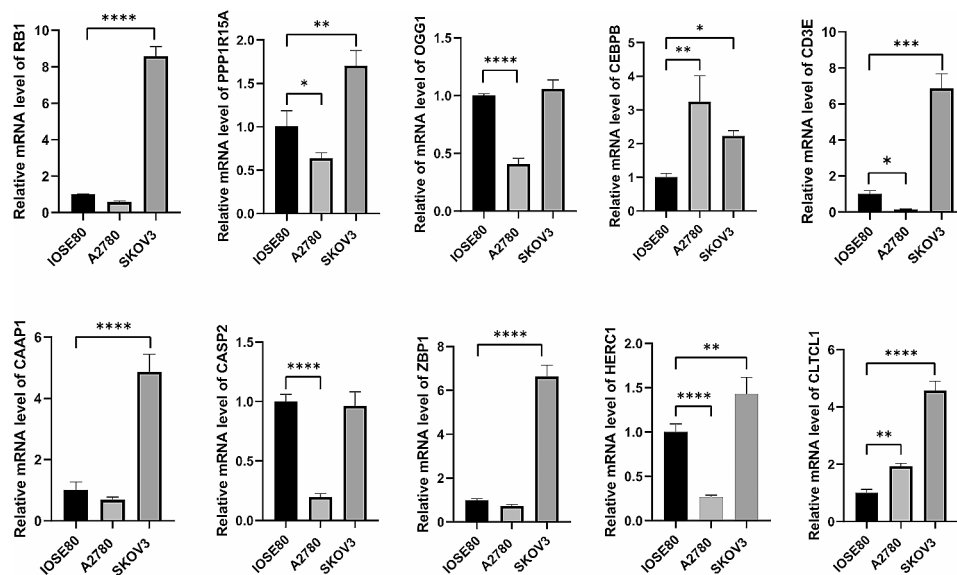 Relative mRNA level of RB1
10
8
6
4
2
0
****
IOSE80
A2780
SKOV3
Relative mRNA level of PPP1R15A
2.0
1.5
1.0
0.5
0.0
**
*
IOSE80
A2780
SKOV3
Relative of mRNA level of OGG1
1.5
1.0
0.5
0.0
****
IOSE80
A2780
SKOV3
Relative mRNA level of CEBPB
5
4
3
2
1
0
*
**
IOSE80
A2780
SKOV3
Relative mRNA level of CD3E
10
8
6
4
2
0
***
*
IOSE80
A2780
SKOV3
Relative mRNA level of CAAP1
6
4
2
0
****
IOSE80
A2780
SKOV3
Relative mRNA level of CASP2
1.5
1.0
0.5
0.0
****
IOSE80
A2780
SKOV3
Relative mRNA level of ZBP1
8
6
4
2
0
****
IOSE80
A2780
SKOV3
Relative mRNA level of HERC1
2.0
1.5
1.0
0.5
0.0
**
****
IOSE80
A2780
SKOV3
Relative mRNA level of CLTCL1
6
4
2
0
****
**
IOSE80
A2780
SKOV3